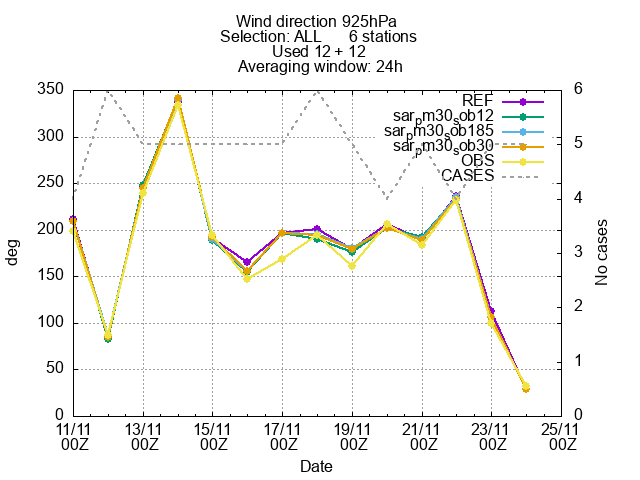 Wind direction 925hPa
Selection: ALL 6 stations
Used 12 + 12
Averaging window: 24h
350
300
250
200
150
100
50
0
deg
6
5
4
3
2
1
0
No cases
REF
sarpm30sob12
sarpm30sob185
sarpm30sob30
OBS
CASES
11/11 13/11 15/11 17/11 19/11 21/11 23/11 25/11
00Z 00Z 00Z 00Z 00Z 00Z 00Z 00Z
Date